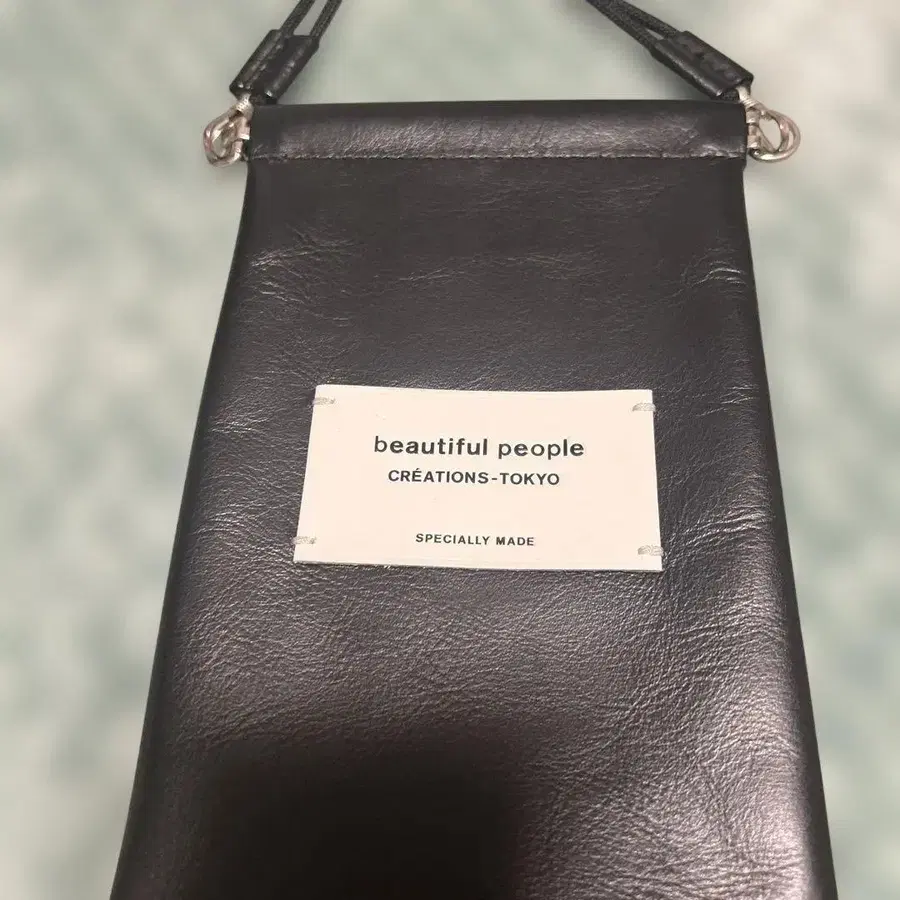 beautiful people
CRÉATIONS-TOKYO
SPECIALLY MADE